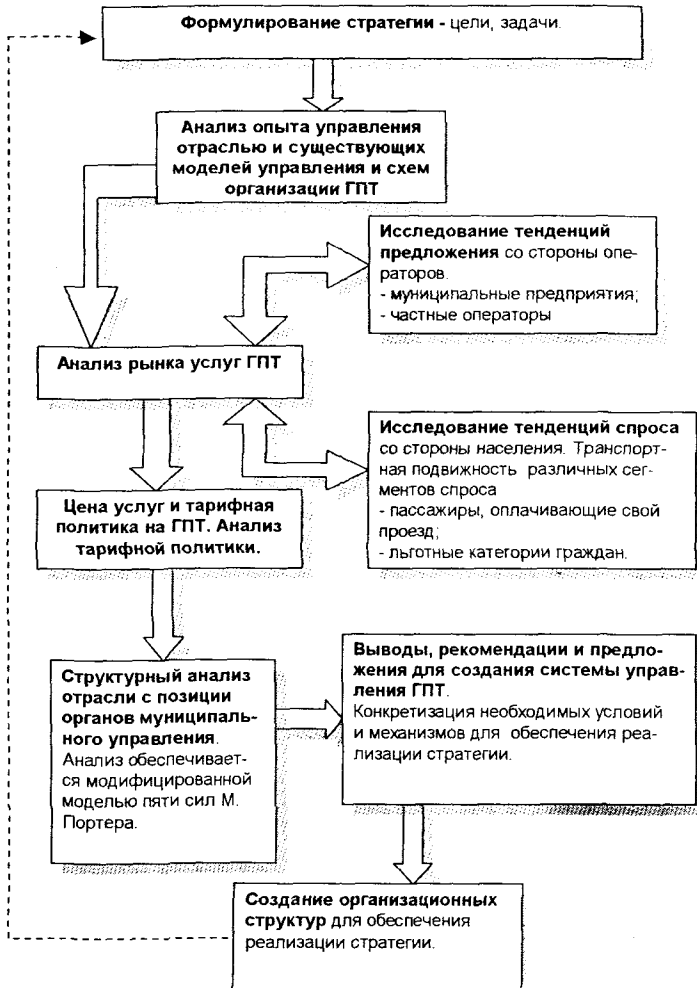 Формулирование стратегии - цели, задачи.
Анализ опыта управления
отраслью и существующих
моделей управления и схем
организации ГПТ
Исследование тенденций
предложения со стороны опе-
раторов.
- муниципальные предприятия;
- частные операторы
Анализ рынка услуг ГПТ
Исследование тенденций спроса
со стороны населения. Транспорт-
ная подвижность различных сег-
ментов спроса
- пассажиры, оплачивающие свой
проезд;
- льготные категории граждан.
Цена услуг и тарифная
политика на ГПТ. Анализ
тарифной политики.
Структурный анализ
отрасли с позиции
органов муниципаль-
ного управления.
Анализ обеспечивает-
ся модифицированной
моделью пяти сил М.
Портера.
Выводы, рекомендации и предло-
жения для создания системы управ-
ления ГПТ.
Конкретизация необходимых условий
и механизмов для обеспечения реа-
лизации стратегии.
Создание организационных
структур для обеспечения
реализации стратегии.